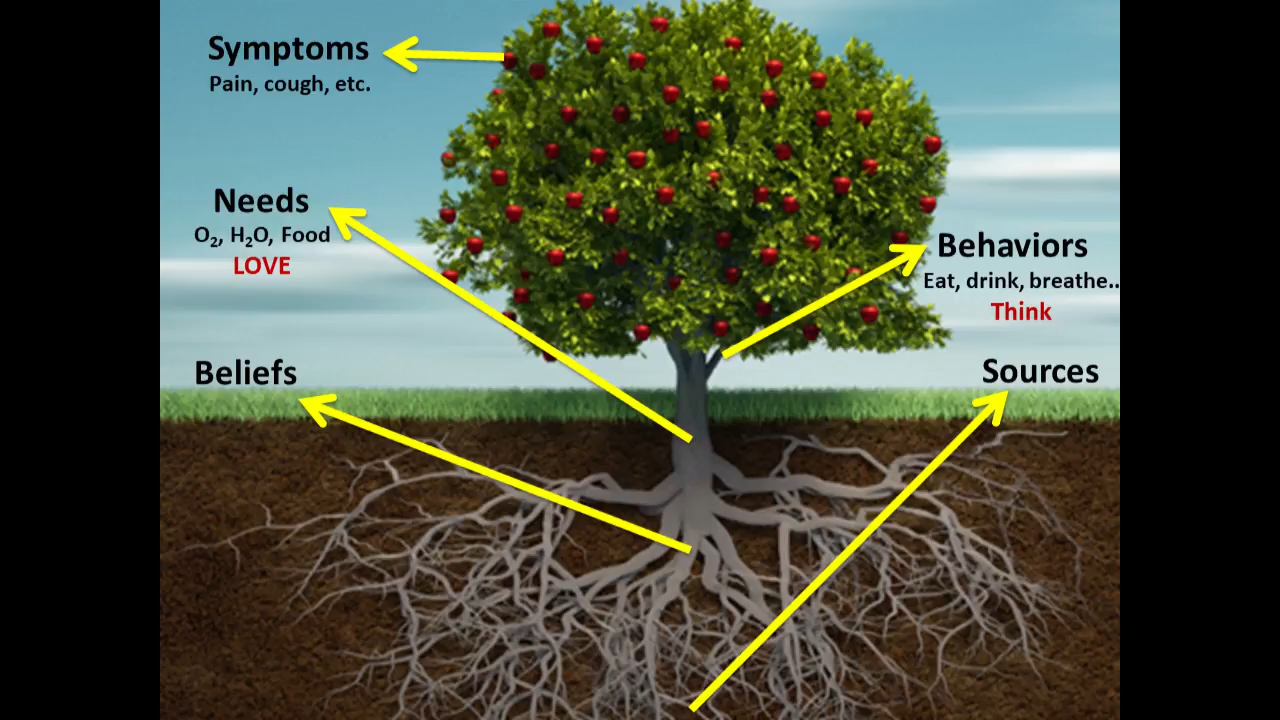 Symptoms
Pain, cough, etc.
Needs
O₂, H₂O, Food
LOVE
Behaviors
Eat, drink, breathe..
Think
Beliefs
Sources